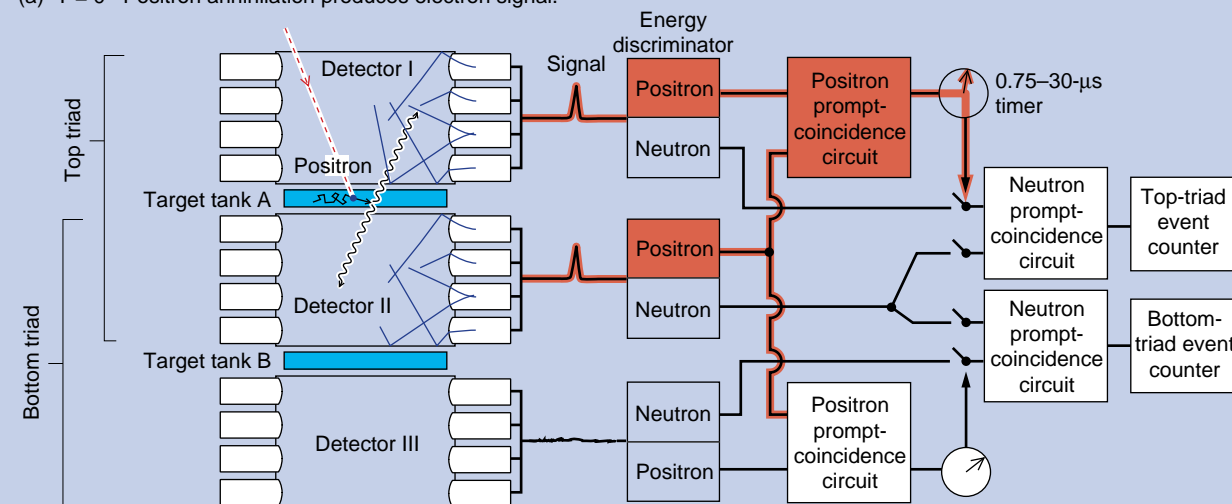 (a) T = 0 Positron annihilation produces electron signal.
Energy
discriminator
Top triad
Detector I
Signal
Positron
Neutron
Positron
prompt-
coincidence
circuit
0.75–30-μs
timer
Positron
Target tank A
Neutron
prompt-
coincidence
circuit
Top-triad
event
counter
Bottom triad
Detector II
Positron
Neutron
Target tank B
Neutron
prompt-
coincidence
circuit
Bottom-
triad event
counter
Detector III
Neutron
Positron
Positron
prompt-
coincidence
circuit